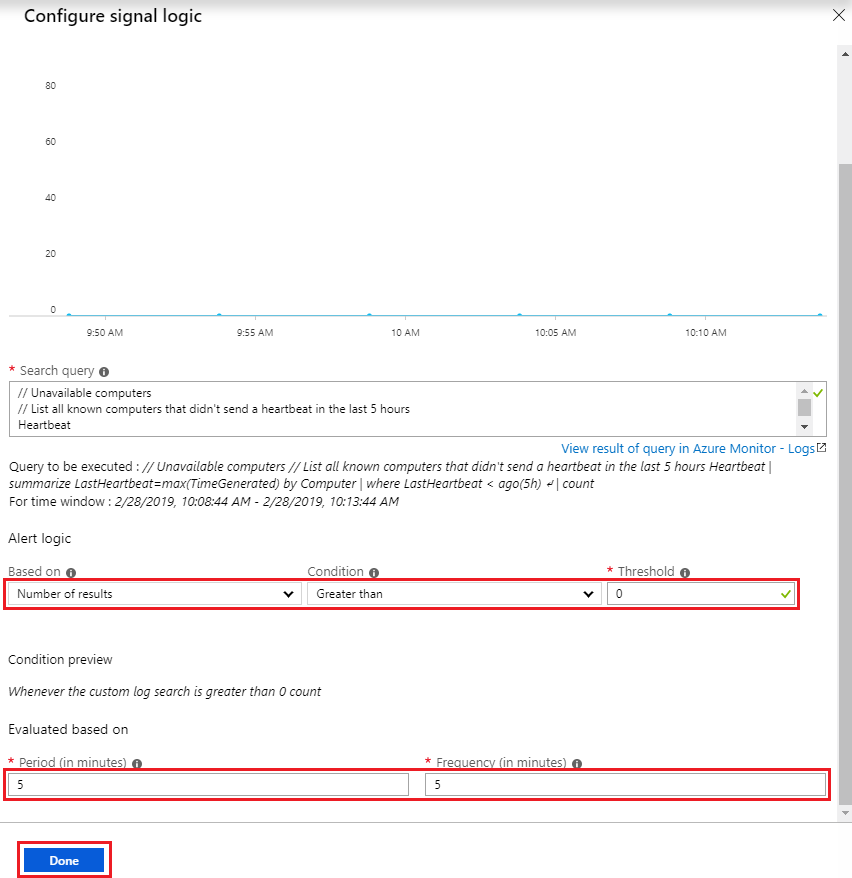 Configure signal logic
80
60
40
20
0
9:50 AM 9:55 AM 10 AM 10:05 AM 10:10 AM
* Search query
// Unavailable computers
// List all known computers that didn't send a heartbeat in the last 5 hours
Heartbeat
View result of query in Azure Monitor - Logs
Query to be executed : // Unavailable computers // List all known computers that didn't send a heartbeat in the last 5 hours Heartbeat |
summarize LastHeartbeat=max(TimeGenerated) by Computer | where LastHeartbeat < ago(5h) ↵ | count
For time window : 2/28/2019, 10:08:44 AM - 2/28/2019, 10:13:44 AM
Alert logic
Based on Condition * Threshold
Number of results Greater than 0
Condition preview
Whenever the custom log search is greater than 0 count
Evaluated based on
* Period (in minutes) * Frequency (in minutes)
5 5
Done